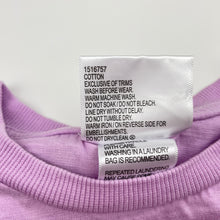 1516757
COTTON
EXCLUSIVE OF TRIMS
WASH BEFORE WEAR.
WARM MACHINE WASH.
DO NOT SOAK / DO NOT BLEACH.
LINE DRY WITHOUT DELAY.
DO NOT TUMBLE DRY.
WARM IRON ON REVERSE SIDE FOR
EMBELLISHMENTS.
DO NOT DRYCLEAN.
WITH CARE.
WASHING IN A LAUNDRY
BAG IS RECOMMENDED.
REPEATED LAUNDERING
MAY CAUSE